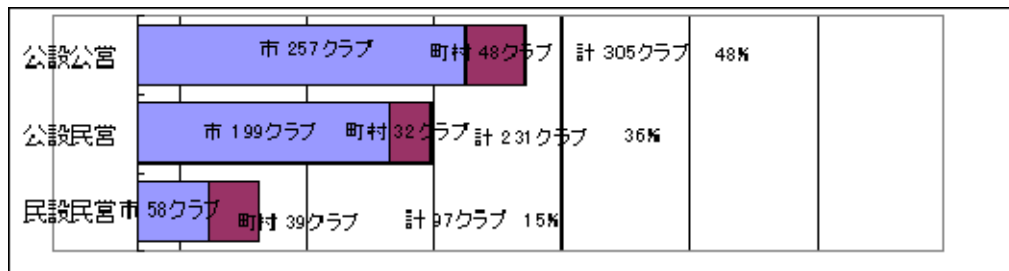 公設公営 市 257クラブ 町村 48クラブ 計 305クラブ 48%
公設民営 市 199クラブ 町村 32クラブ 計 231クラブ 36%
民設民営 市 58クラブ 町村 39クラブ 計 97クラブ 15%